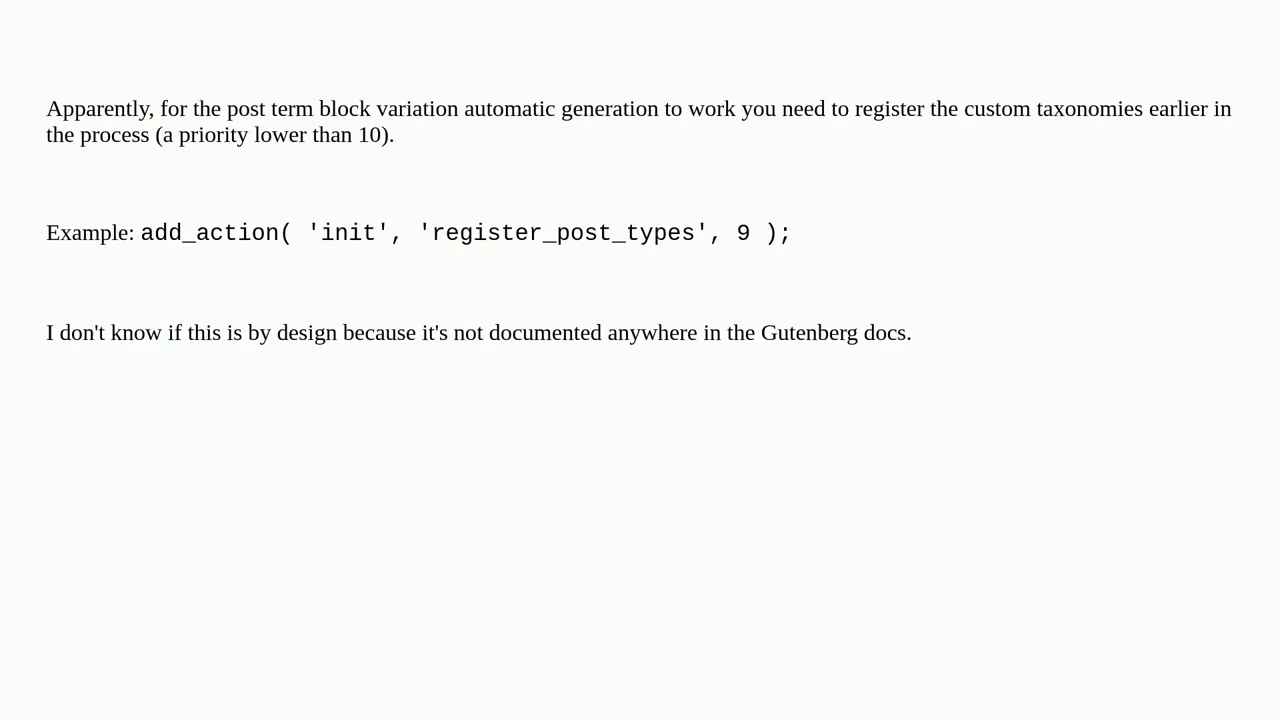 Apparently, for the post term block variation automatic generation to work you need to register the custom taxonomies earlier in
the process (a priority lower than 10).
Example: add_action( 'init', 'register_post_types', 9 );
I don't know if this is by design because it's not documented anywhere in the Gutenberg docs.